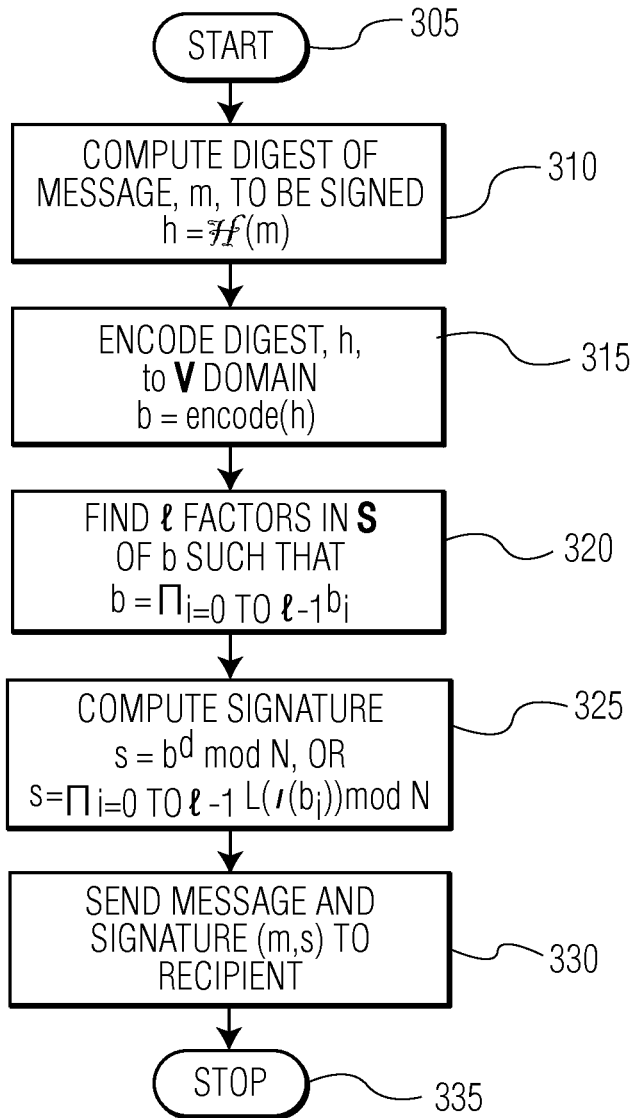 START
305
COMPUTE DIGEST OF
MESSAGE, m, TO BE SIGNED
h = ℋ(m)
310
ENCODE DIGEST, h,
to V DOMAIN
b = encode(h)
315
FIND ℓ FACTORS IN S
OF b SUCH THAT
b = ∏i=0 TO ℓ-1 bi
320
COMPUTE SIGNATURE
s = b^d mod N, OR
s=∏ i=0 TO ℓ-1 L(ı(bi))mod N
325
SEND MESSAGE AND
SIGNATURE (m,s) TO
RECIPIENT
330
STOP
335